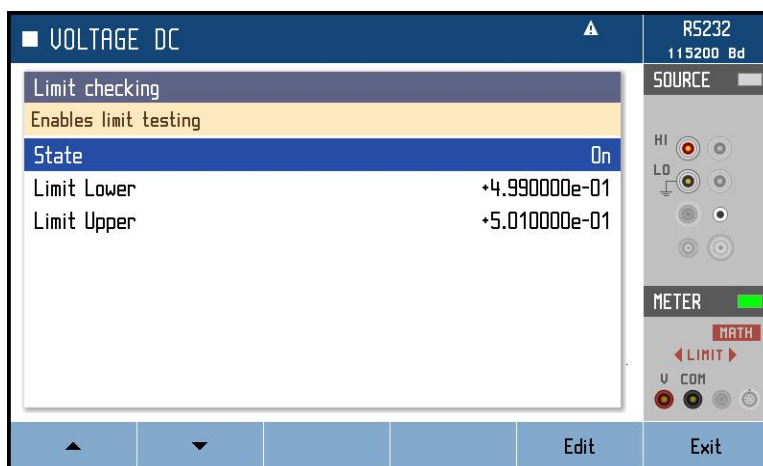 VOLTAGE DC
RS232
115200 Bd
SOURCE
Limit checking
Enables limit testing
State On
Limit Lower +4.990000e-01
Limit Upper +5.010000e-01
HI
LO
METER
MATH
LIMIT
V COM
Edit Exit